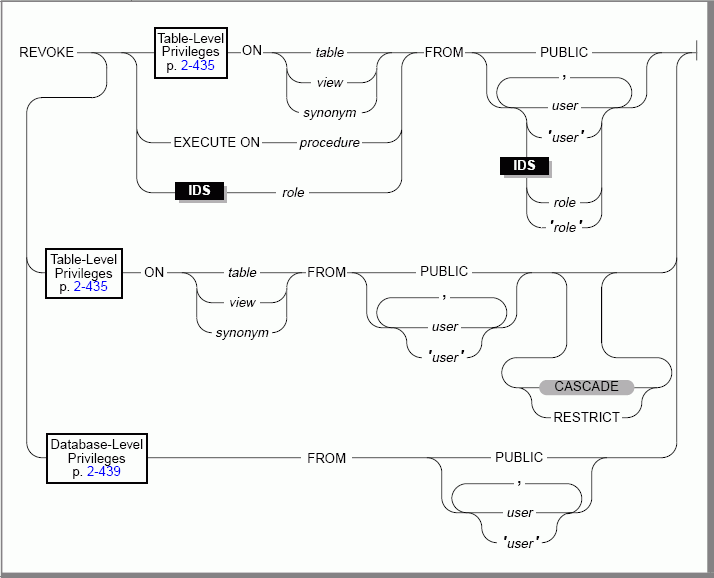 Table-Level
Privileges
p. 2-435
REVOKE
ON
table
view
synonym
FROM
PUBLIC
,
user
'user'
IDS
role
'role'
EXECUTE ON procedure
IDS
role
Table-Level
Privileges
p. 2-435
ON
table
view
synonym
FROM
PUBLIC
,
user
'user'
CASCADE
RESTRICT
Database-Level
Privileges
p. 2-439
FROM
PUBLIC
,
user
'user'